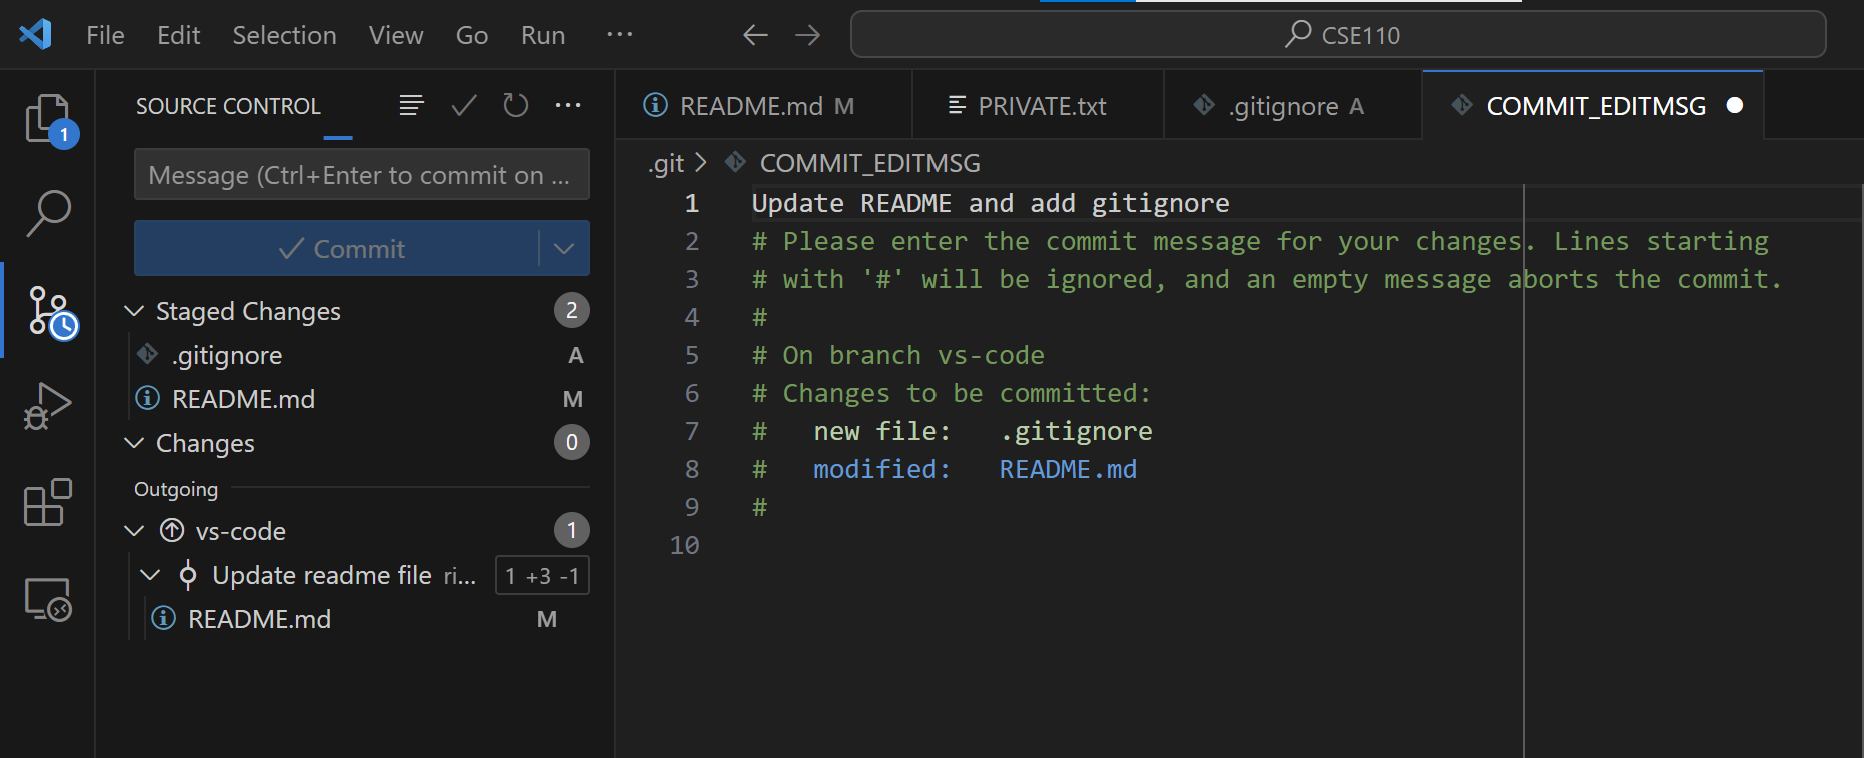 File Edit Selection View Go Run ···
CSE110
SOURCE CONTROL ···
README.md M
PRIVATE.txt
.gitignore A
COMMIT_EDITMSG
1
Message (Ctrl+Enter to commit on ...
Commit
Staged Changes 2
.gitignore A
README.md M
Changes 0
Outgoing
vs-code 1
Update readme file ri... 1 +3 -1
README.md M
.git > COMMIT_EDITMSG
1 Update README and add gitignore
2 # Please enter the commit message for your changes. Lines starting
3 # with '#' will be ignored, and an empty message aborts the commit.
4 #
5 # On branch vs-code
6 # Changes to be committed:
7 # new file: .gitignore
8 # modified: README.md
9 #
10